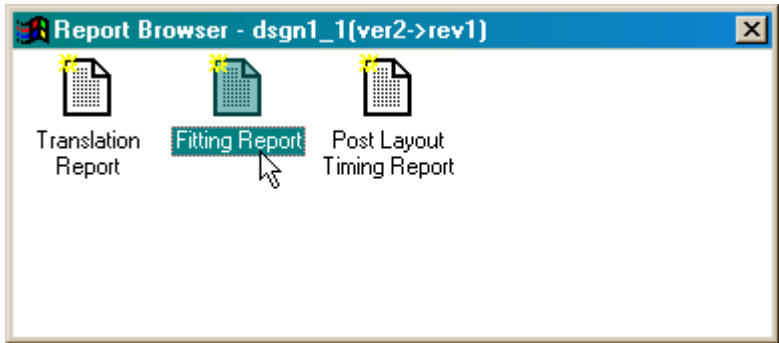 Report Browser - dsgn1_1(ver2->rev1)
Translation
Report
Fitting Report
Post Layout
Timing Report